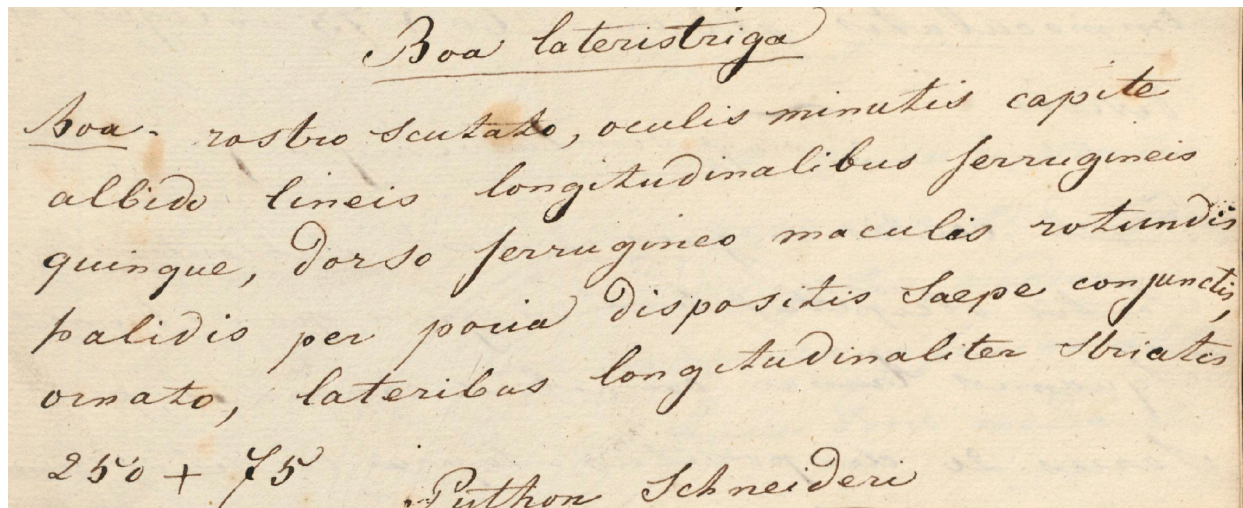 Boa lateristriga
Boa - rostro scutato, oculis minutis capite
albido lineis longitudinalibus ferrugineis
quinque, dorso ferrugineo maculis rotundis
palidis per paria dispositis saepe conjunctis,
ornato, lateribus longitudinaliter striatis
250 + 75
Python Schneideri